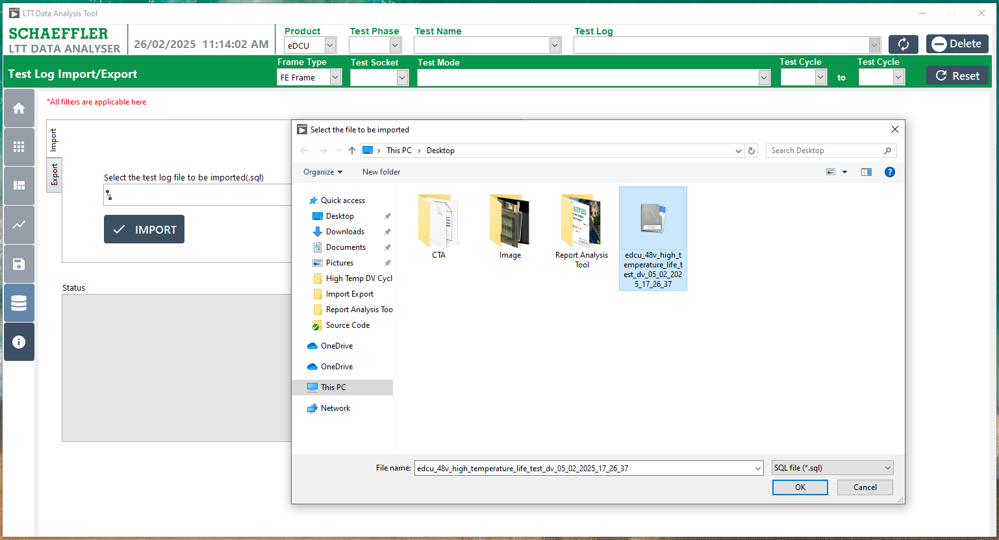 LTT Data Analysis Tool
SCHAEFFLER
LTT DATA ANALYSER
26/02/2025 11:14:02 AM
Product
eDCU
Test Phase
Test Name
Test Log
Delete
Test Log Import/Export
Frame Type
FE Frame
Test Socket
Test Mode
Test Cycle
to
Test Cycle
Reset
*All filters are applicable here
Import
Export
Select the test log file to be imported(.sql)
IMPORT
Status
Select the file to be imported
This PC
Desktop
Search Desktop
Organize
New folder
Quick access
Desktop
Downloads
Documents
Pictures
High Temp DV Cycl
Import Export
Report Analysis Too
Source Code
OneDrive
OneDrive
This PC
Network
CTA
Image
SCHAEFFLER
Report Analysis
Tool
edcu_48v_high_t
emperature_life_t
est_dv_05_02_202
5_17_26_37
File name:
edcu_48v_high_temperature_life_test_dv_05_02_2025_17_26_37
SQL file (*.sql)
OK
Cancel